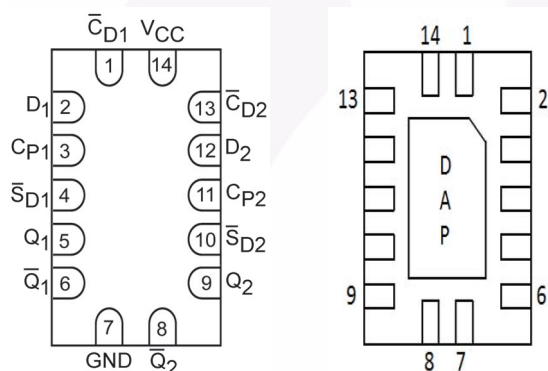 C̅D1 VCC
1 14
D1 2 13 C̅D2
CP1 3 12 D2
S̅D1 4 11 CP2
Q1 5 10 S̅D2
Q̅1 6 9 Q2
7 8
GND Q̅2
14 1
13 2
D
A
P
9 6
8 7